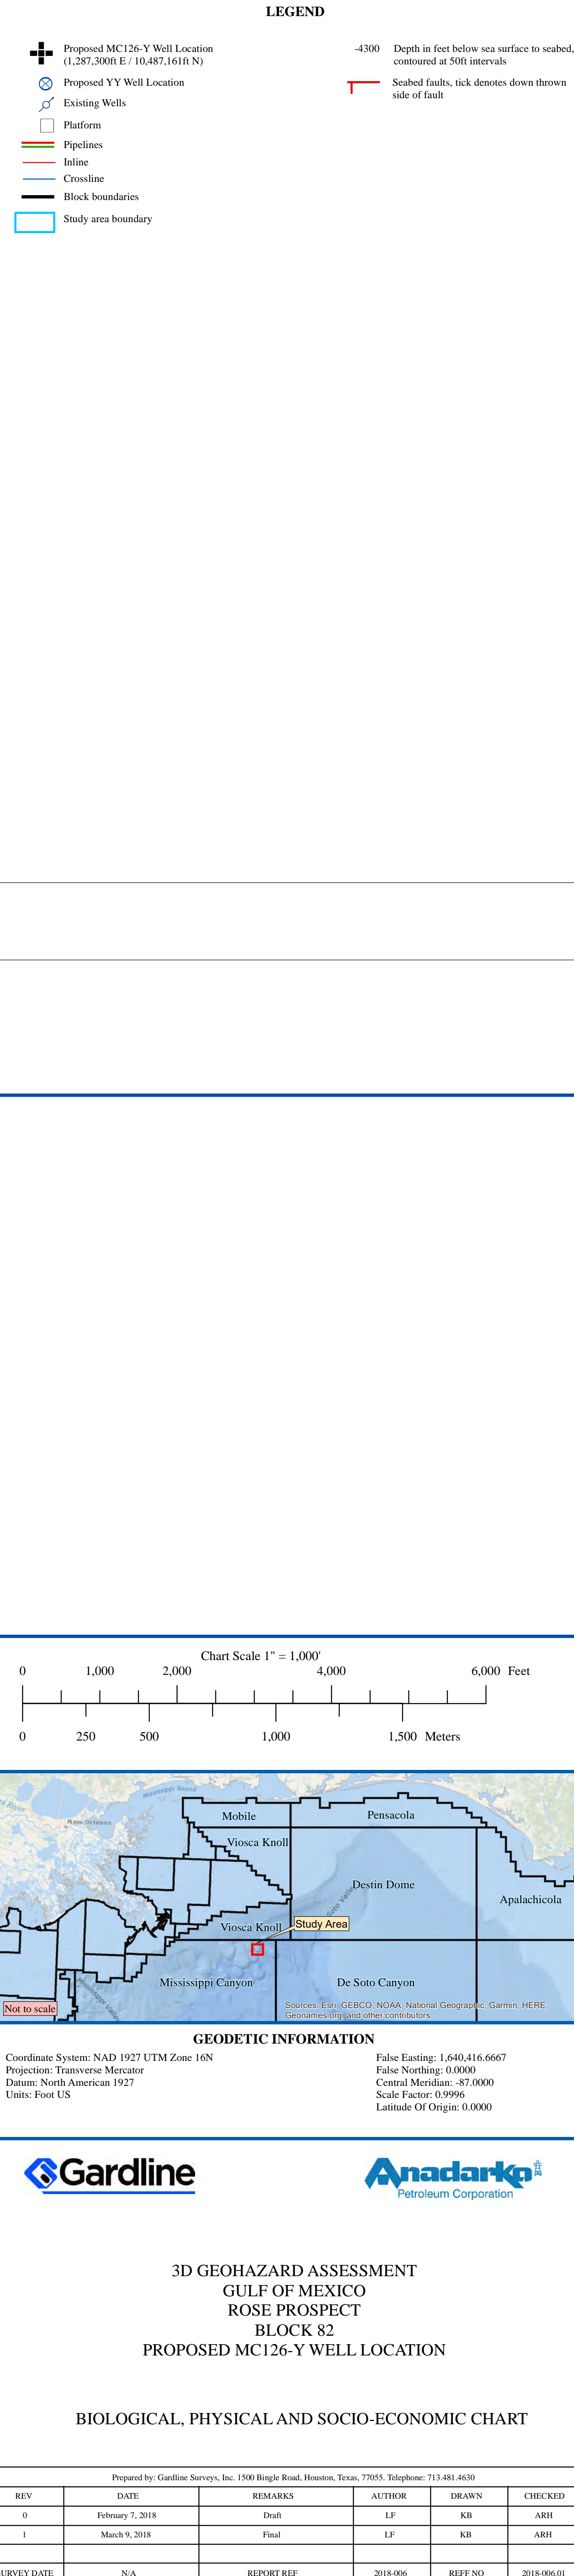 LEGEND
Proposed MC126-Y Well Location
(1,287,300ft E / 10,487,161ft N)
Proposed YY Well Location
Existing Wells
Platform
Pipelines
Inline
Crossline
Block boundaries
Study area boundary
-4300 Depth in feet below sea surface to seabed,
contoured at 50ft intervals
Seabed faults, tick denotes down thrown
side of fault
Chart Scale 1" = 1,000'
0 1,000 2,000 4,000 6,000 Feet
0 250 500 1,000 1,500 Meters
Mississippi Sound
New Orleans
Mobile
Pensacola
Viosca Knoll
Destin Dome
Apalachicola
Viosca Knoll
Study Area
Mississippi Canyon
De Soto Canyon
Not to scale
Sources: Esri, GEBCO, NOAA, National Geographic, Garmin, HERE,
Geonames.org, and other contributors
GEODETIC INFORMATION
Coordinate System: NAD 1927 UTM Zone 16N
Projection: Transverse Mercator
Datum: North American 1927
Units: Foot US
False Easting: 1,640,416.6667
False Northing: 0.0000
Central Meridian: -87.0000
Scale Factor: 0.9996
Latitude Of Origin: 0.0000
Gardline
Anadarko
Petroleum Corporation
3D GEOHAZARD ASSESSMENT
GULF OF MEXICO
ROSE PROSPECT
BLOCK 82
PROPOSED MC126-Y WELL LOCATION
BIOLOGICAL, PHYSICAL AND SOCIO-ECONOMIC CHART
Prepared by: Gardline Surveys, Inc. 1500 Bingle Road, Houston, Texas, 77055. Telephone: 713.481.4630
REV DATE REMARKS AUTHOR DRAWN CHECKED
0 February 7, 2018 Draft LF KB ARH
1 March 9, 2018 Final LF KB ARH
URVEY DATE N/A REPORT REF 2018-006 REFF NO 2018-006.01